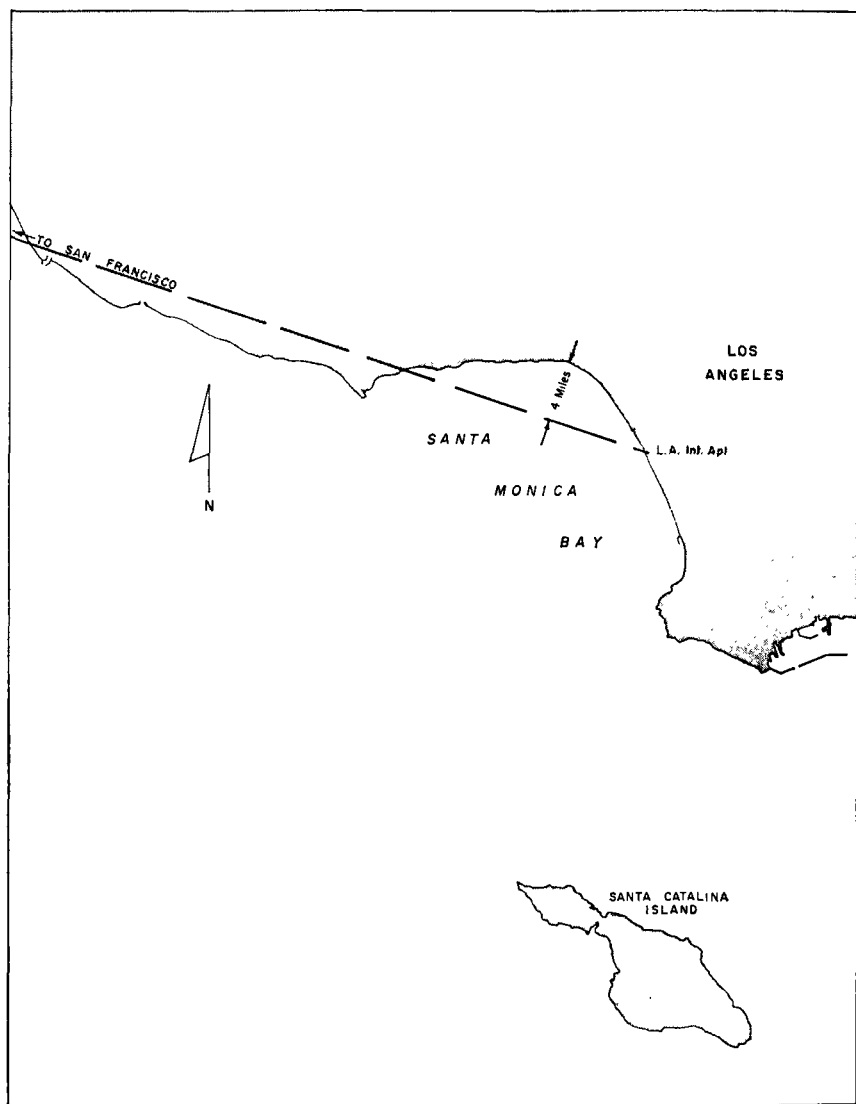 TO SAN FRANCISCO
LOS
ANGELES
4 Miles
L.A. Int. Apt
SANTA
MONICA
BAY
N
SANTA CATALINA
ISLAND